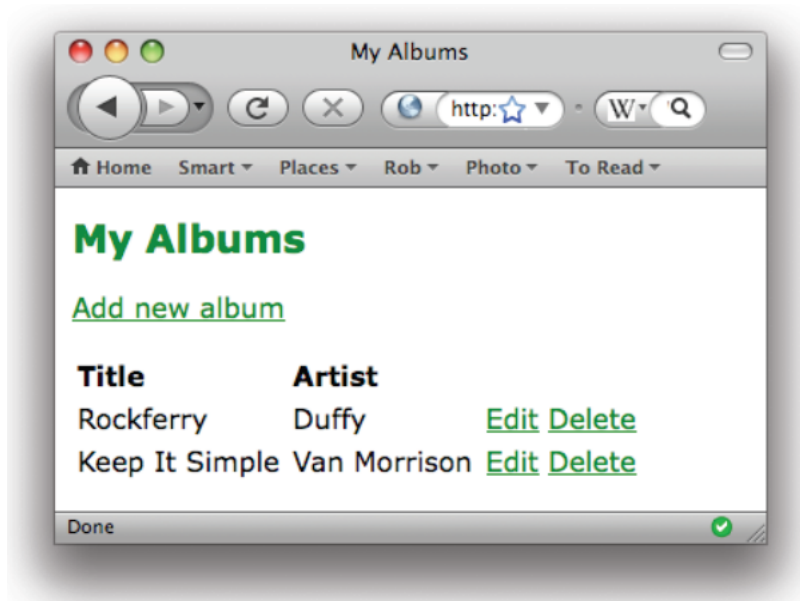 My Albums
http:
W
Home Smart Places Rob Photo To Read
My Albums
Add new album
Title Artist
Rockferry Duffy Edit Delete
Keep It Simple Van Morrison Edit Delete
Done